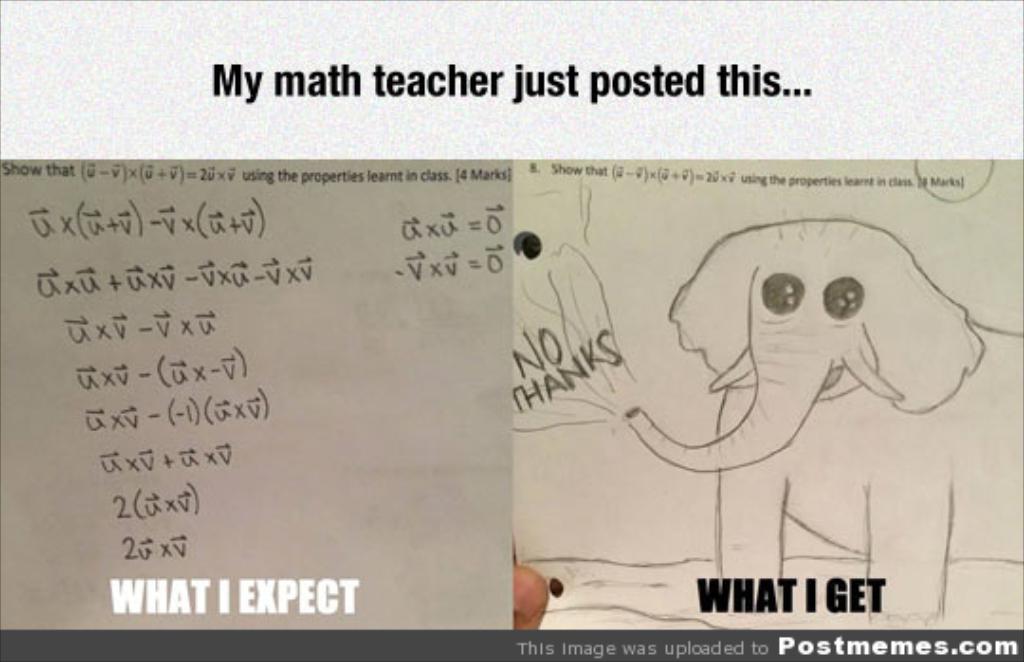 My math teacher just posted this...
Show that (u⃗ − v⃗)×(u⃗ + v⃗) = 2u⃗×v⃗ using the properties learnt in class. [4 Marks]
u⃗ × (u⃗+v⃗) − v⃗ × (u⃗+v⃗)
u⃗×u⃗ + u⃗×v⃗ − v⃗×u⃗ − v⃗×v⃗
u⃗×v⃗ − v⃗×u⃗
u⃗×v⃗ − (u⃗×−v⃗)
u⃗×v⃗ − (−1)(u⃗×v⃗)
u⃗×v⃗ + u⃗×v⃗
2(u⃗×v⃗)
2u⃗×v⃗
u⃗×u⃗ = 0⃗
-v⃗×v⃗ = 0⃗
WHAT I EXPECT
8. Show that (u⃗ − v⃗)×(u⃗ + v⃗) = 2u⃗×v⃗ using the properties learnt in class. [4 Marks]
NO
THANKS
WHAT I GET
This image was uploaded to Postmemes.com